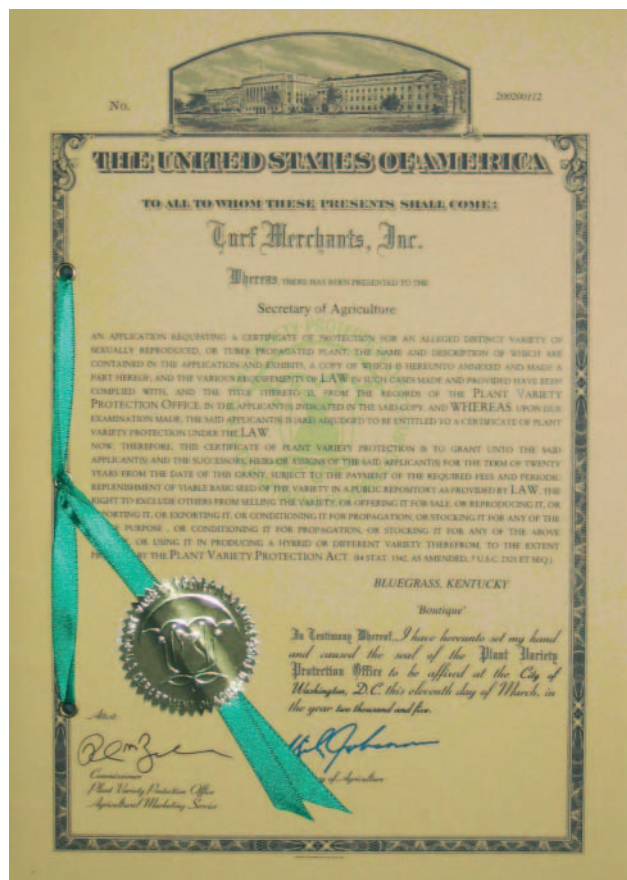 No.
200200112
THE UNITED STATES OF AMERICA
TO ALL TO WHOM THESE PRESENTS SHALL COME:
Turf Merchants, Inc.
Whereas THERE HAS BEEN PRESENTED TO THE
Secretary of Agriculture
AN APPLICATION REQUESTING A CERTIFICATE OF PROTECTION FOR AN ALLEGED DISTINCT VARIETY OF
SEXUALLY REPRODUCED, OR TUBER PROPAGATED PLANT, THE NAME AND DESCRIPTION OF WHICH ARE
CONTAINED IN THE APPLICATION AND EXHIBITS, A COPY OF WHICH IS HEREUNTO ANNEXED AND MADE A
PART HEREOF, AND THE VARIOUS REQUIREMENTS OF LAW IN SUCH CASES MADE AND PROVIDED HAVE BEEN
COMPLIED WITH, AND THE TITLE THERETO IS, FROM THE RECORDS OF THE PLANT VARIETY
PROTECTION OFFICE, IN THE APPLICANT(S) INDICATED IN THE SAID COPY, AND WHEREAS, UPON DUE
EXAMINATION MADE, THE SAID APPLICANT(S) IS (ARE) ADJUDGED TO BE ENTITLED TO A CERTIFICATE OF PLANT
VARIETY PROTECTION UNDER THE LAW.
NOW, THEREFORE, THIS CERTIFICATE OF PLANT VARIETY PROTECTION IS TO GRANT UNTO THE SAID
APPLICANT(S) AND THE SUCCESSORS, HEIRS OR ASSIGNS OF THE SAID APPLICANT(S) FOR THE TERM OF TWENTY
YEARS FROM THE DATE OF THIS GRANT, SUBJECT TO THE PAYMENT OF THE REQUIRED FEES AND PERIODIC
REPLENISHMENT OF VIABLE BASIC SEED OF THE VARIETY IN A PUBLIC REPOSITORY AS PROVIDED BY LAW, THE
RIGHT TO EXCLUDE OTHERS FROM SELLING THE VARIETY, OR OFFERING IT FOR SALE, OR REPRODUCING IT, OR
PORTING IT, OR EXPORTING IT, OR CONDITIONING IT FOR PROPAGATION, OR STOCKING IT FOR ANY OF THE
PURPOSE, OR CONDITIONING IT FOR PROPAGATION, OR STOCKING IT FOR ANY OF THE ABOVE
OR USING IT IN PRODUCING A HYBRID OR DIFFERENT VARIETY THEREFROM, TO THE EXTENT
BY THE PLANT VARIETY PROTECTION ACT. (84 STAT. 1542, AS AMENDED, 7 U.S.C. 2321 ET SEQ.)
BLUEGRASS, KENTUCKY
'Boutique'
In Testimony Whereof, I have hereunto set my hand
and caused the seal of the Plant Variety
Protection Office to be affixed at the City of
Washington, D.C. this eleventh day of March, in
the year two thousand and five.
Attest:
Commissioner
Plant Variety Protection Office
Agricultural Marketing Service
of Agriculture